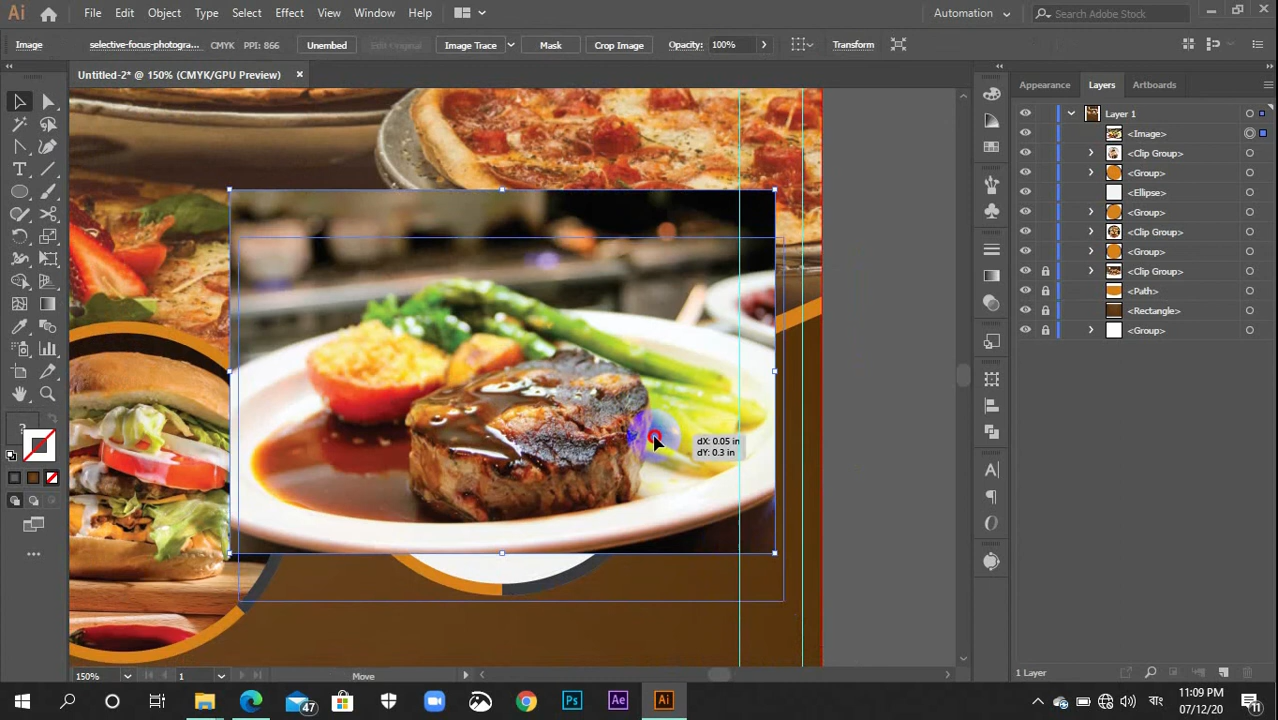 Ai File Edit Object Type Select Effect View Window Help Automation Search Adobe Stock
Image selective-focus-photogra... CMYK PPI: 866 Unembed Edit Original Image Trace Mask Crop Image Opacity: 100% Transform
Untitled-2* @ 150% (CMYK/GPU Preview)
Appearance Layers Artboards
Layer 1
<Image>
<Clip Group>
<Group>
<Ellipse>
<Group>
<Clip Group>
<Group>
<Clip Group>
<Path>
<Rectangle>
<Group>
dX: 0.05 in
dY: 0.3 in
?
150% 1 Move 1 Layer
47 Ps Ae Ai বাং 11:09 PM
07/12/20 11